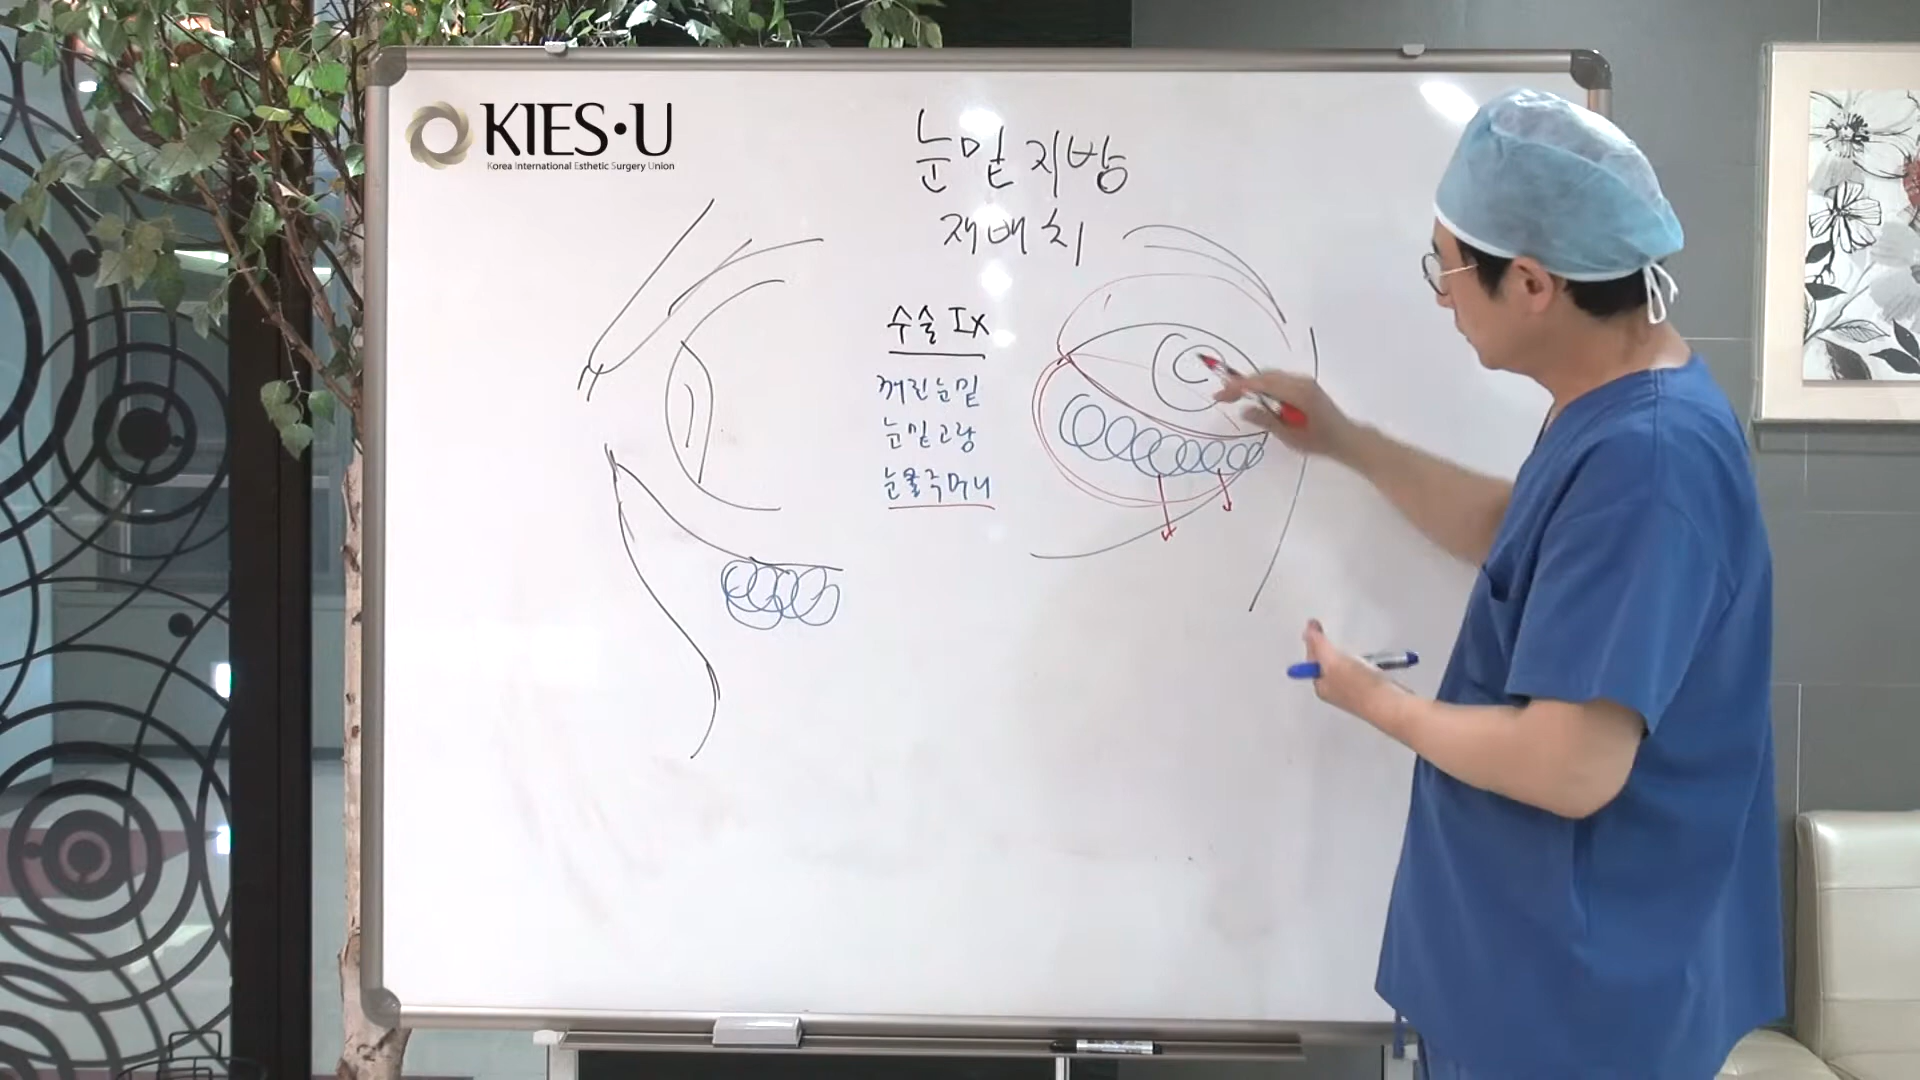 KIES·U
Korea International Esthetic Surgery Union
눈밑 지방
재배치
수술 Ix
꺼진눈밑
눈밑고랑
눈물주머니